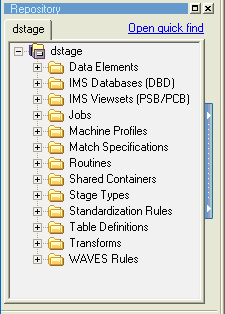 Repository
dstage
Open quick find
dstage
Data Elements
IMS Databases (DBD)
IMS Viewsets (PSB/PCB)
Jobs
Machine Profiles
Match Specifications
Routines
Shared Containers
Stage Types
Standardization Rules
Table Definitions
Transforms
WAVES Rules